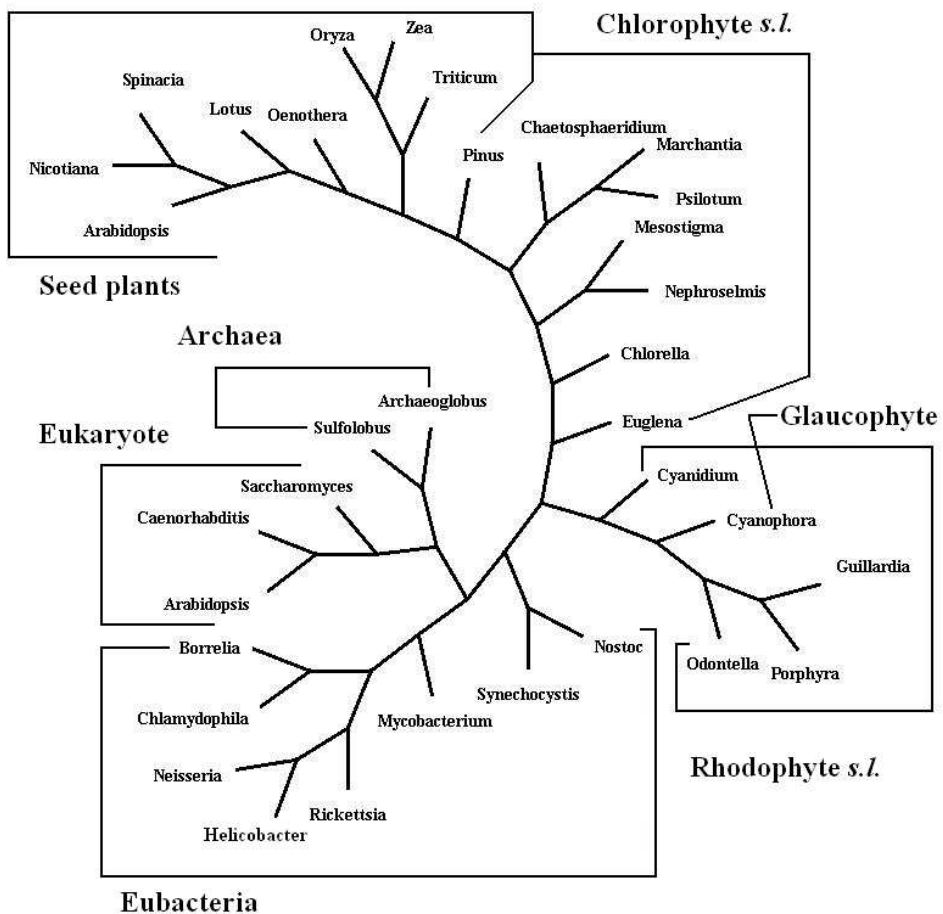 Chlorophyte s.l.
Zea
Oryza
Triticum
Spinacia
Lotus
Oenothera
Chaetosphaeridium
Marchantia
Pinus
Nicotiana
Psilotum
Arabidopsis
Mesostigma
Seed plants
Nephroselmis
Archaea
Chlorella
Archaeoglobus
Glaucophyte
Euglena
Sulfolobus
Eukaryote
Cyanidium
Saccharomyces
Caenorhabditis
Cyanophora
Guillardia
Arabidopsis
Borrelia
Nostoc
Odontella
Porphyra
Synechocystis
Chlamydophila
Mycobacterium
Rhodophyte s.l.
Neisseria
Rickettsia
Helicobacter
Eubacteria